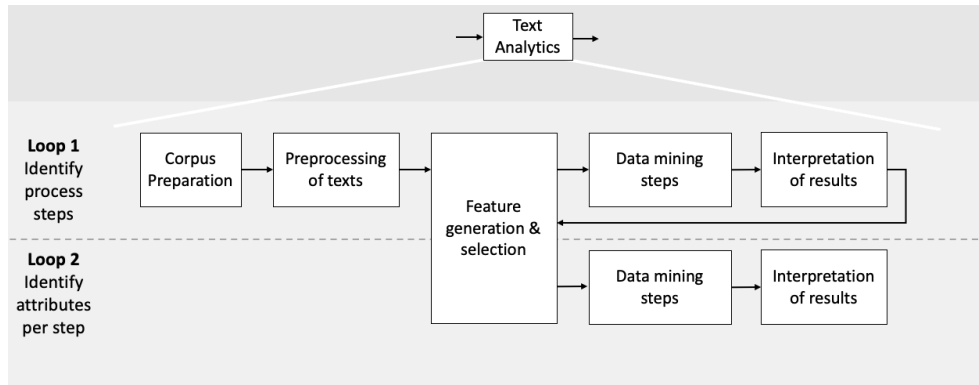 Text
Analytics
Loop 1
Identify
process
steps
Corpus
Preparation
Preprocessing
of texts
Feature
generation &
selection
Data mining
steps
Interpretation
of results
Loop 2
Identify
attributes
per step
Data mining
steps
Interpretation
of results